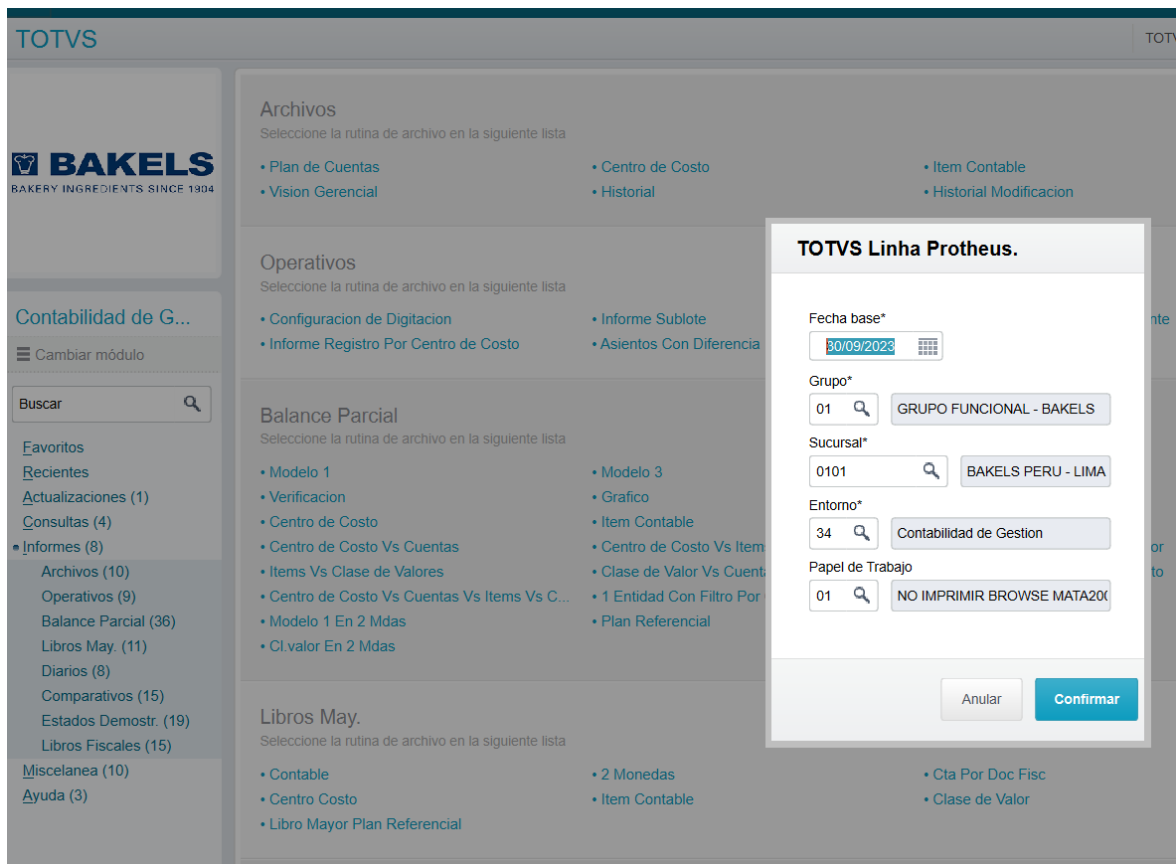 TOTVS
TOTV
BAKELS
BAKERY INGREDIENTS SINCE 1904
Contabilidad de G...
Cambiar módulo
Buscar
Favoritos
Recientes
Actualizaciones (1)
Consultas (4)
Informes (8)
Archivos (10)
Operativos (9)
Balance Parcial (36)
Libros May. (11)
Diarios (8)
Comparativos (15)
Estados Demostr. (19)
Libros Fiscales (15)
Miscelanea (10)
Ayuda (3)
Archivos
Seleccione la rutina de archivo en la siguiente lista
• Plan de Cuentas
• Centro de Costo
• Item Contable
• Vision Gerencial
• Historial
• Historial Modificacion
Operativos
Seleccione la rutina de archivo en la siguiente lista
• Configuracion de Digitacion
• Informe Sublote
nte
• Informe Registro Por Centro de Costo
• Asientos Con Diferencia
Balance Parcial
Seleccione la rutina de archivo en la siguiente lista
• Modelo 1
• Modelo 3
• Verificacion
• Grafico
• Centro de Costo
• Item Contable
• Centro de Costo Vs Cuentas
• Centro de Costo Vs Item
or
• Items Vs Clase de Valores
• Clase de Valor Vs Cuent
to
• Centro de Costo Vs Cuentas Vs Items Vs C...
• 1 Entidad Con Filtro Por
• Modelo 1 En 2 Mdas
• Plan Referencial
• Cl.valor En 2 Mdas
Libros May.
Seleccione la rutina de archivo en la siguiente lista
• Contable
• 2 Monedas
• Cta Por Doc Fisc
• Centro Costo
• Item Contable
• Clase de Valor
• Libro Mayor Plan Referencial
TOTVS Linha Protheus.
Fecha base*
30/09/2023
Grupo*
01
GRUPO FUNCIONAL - BAKELS
Sucursal*
0101
BAKELS PERU - LIMA
Entorno*
34
Contabilidad de Gestion
Papel de Trabajo
01
NO IMPRIMIR BROWSE MATA200
Anular
Confirmar